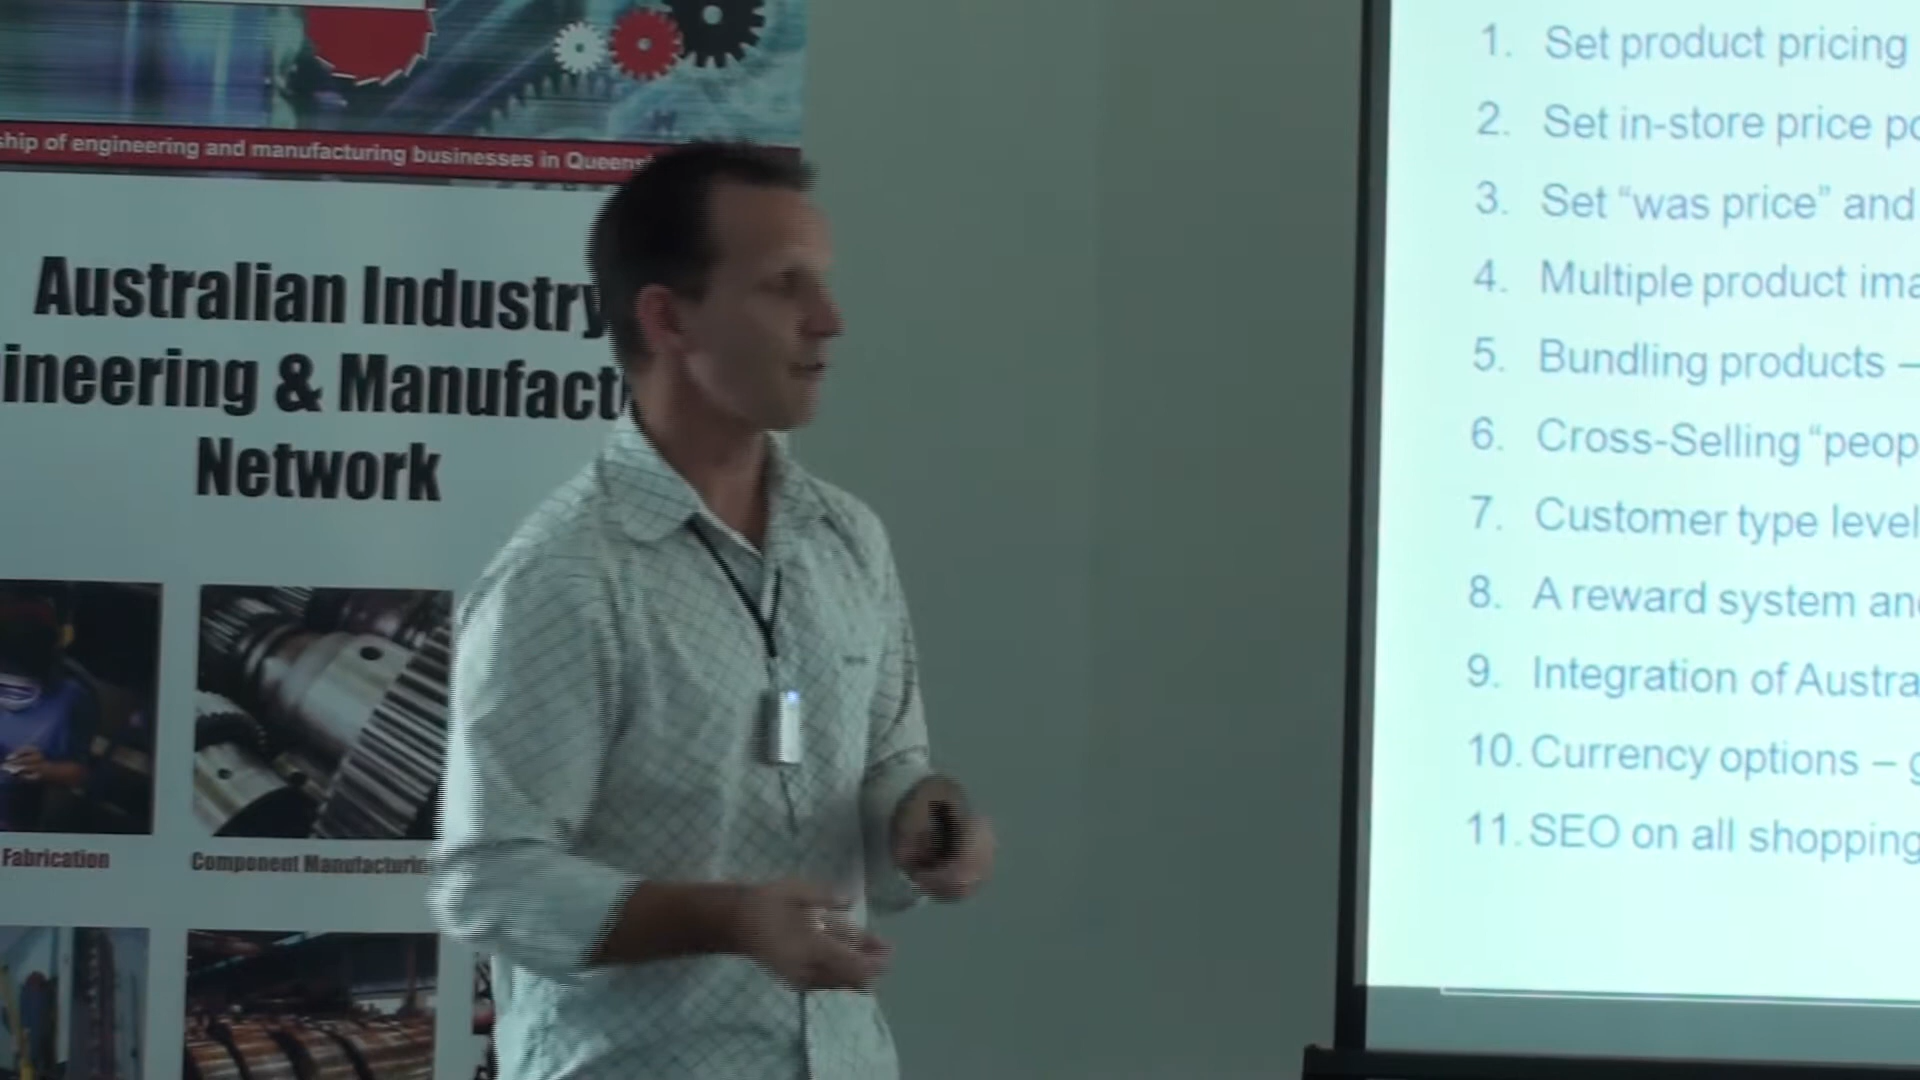 ship of engineering and manufacturing businesses in Queens
Australian Industry
ineering & Manufact
Network
Fabrication
Component Manufacturin
1. Set product pricing
2. Set in-store price po
3. Set “was price” and
4. Multiple product ima
5. Bundling products –
6. Cross-Selling “peop
7. Customer type level
8. A reward system and
9. Integration of Austra
10. Currency options – g
11. SEO on all shopping